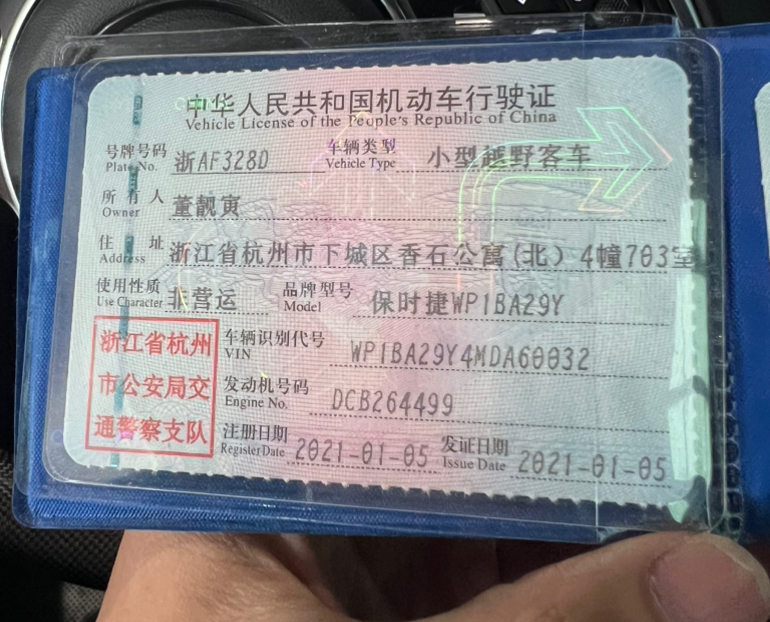 中华人民共和国机动车行驶证
Vehicle License of the People's Republic of China
号牌号码 Plate No. 浙AF328D 车辆类型 Vehicle Type 小型越野客车
所有人 Owner 董靓寅
住址 Address 浙江省杭州市下城区香石公寓(北)4幢703室
使用性质 Use Character 非营运 品牌型号 Model 保时捷WP1BA29Y
浙江省杭州
市公安局交
通警察支队
车辆识别代号 VIN WP1BA29Y4MDA60032
发动机号码 Engine No. DCB264499
注册日期 Register Date 2021-01-05 发证日期 Issue Date 2021-01-05